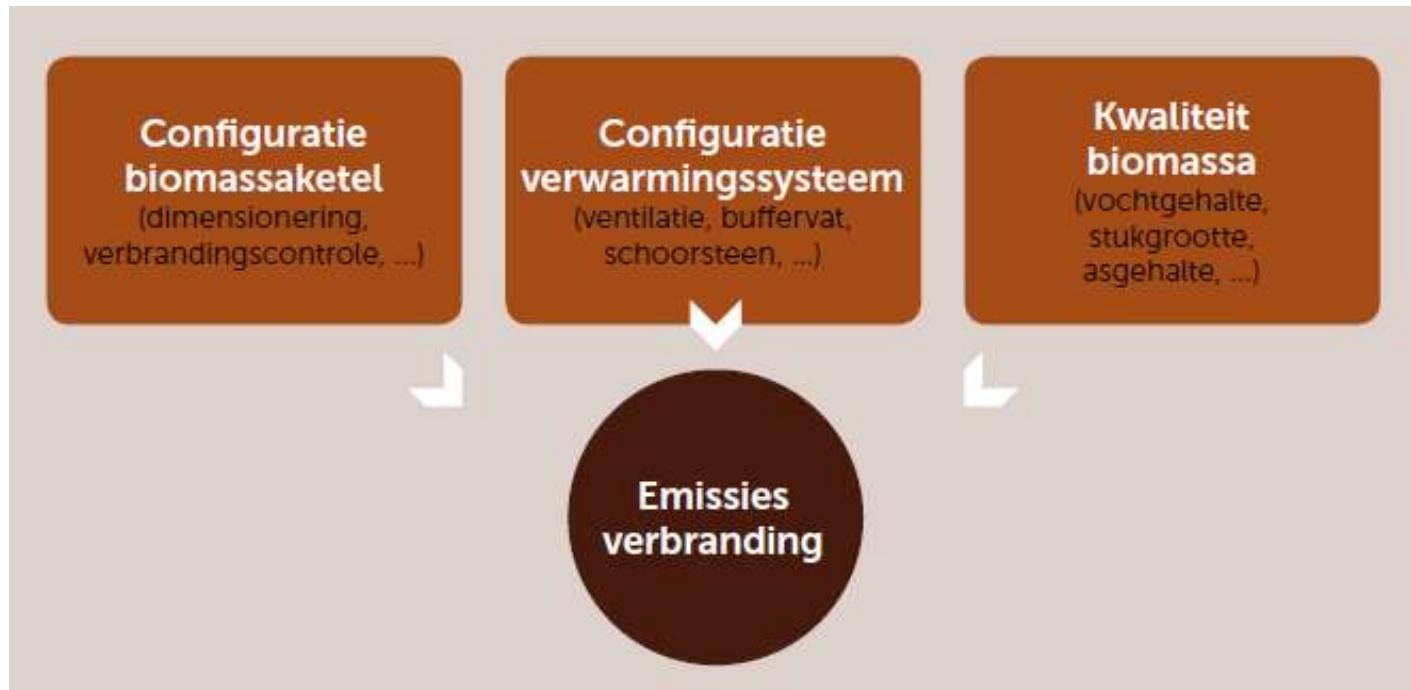 Configuratie
biomassaketel
(dimensionering,
verbrandingscontrole, ...)
Configuratie
verwarmingssysteem
(ventilatie, buffervat,
schoorsteen, ...)
Kwaliteit
biomassa
(vochtgehalte,
stukgrootte,
asgehalte, ...)
Emissies
verbranding